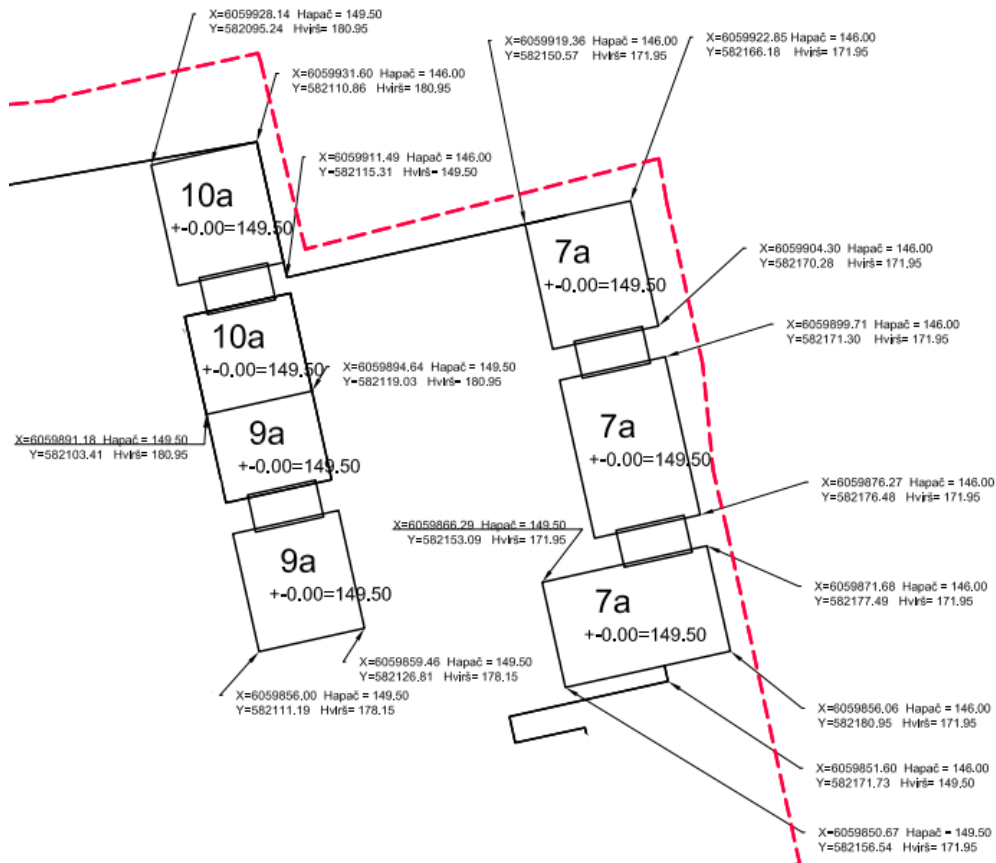 X=6059928.14 Hapač = 149.50
Y=582095.24 Hvirš= 180.95
X=6059931.60 Hapač = 146.00
Y=582110.86 Hvirš= 180.95
X=6059911.49 Hapač = 146.00
Y=582115.31 Hvirš= 149.50
X=6059919.36 Hapač = 146.00
Y=582150.57 Hvirš= 171.95
X=6059922.85 Hapač = 146.00
Y=582166.18 Hvirš= 171.95
10a
+-0.00=149.50
7a
+-0.00=149.50
X=6059904.30 Hapač = 146.00
Y=582170.28 Hvirš= 171.95
X=6059899.71 Hapač = 146.00
Y=582171.30 Hvirš= 171.95
10a
+-0.00=149.50
X=6059894.64 Hapač = 149.50
Y=582119.03 Hvirš= 180.95
X=6059891.18 Hapač = 149.50
Y=582103.41 Hvirš= 180.95
9a
+-0.00=149.50
7a
+-0.00=149.50
X=6059876.27 Hapač = 146.00
Y=582176.48 Hvirš= 171.95
X=6059866.29 Hapač = 149.50
Y=582153.09 Hvirš= 171.95
9a
+-0.00=149.50
7a
+-0.00=149.50
X=6059871.68 Hapač = 146.00
Y=582177.49 Hvirš= 171.95
X=6059859.46 Hapač = 149.50
Y=582126.81 Hvirš= 178.15
X=6059856.00 Hapač = 149.50
Y=582111.19 Hvirš= 178.15
X=6059856.06 Hapač = 146.00
Y=582180.95 Hvirš= 171.95
X=6059851.60 Hapač = 146.00
Y=582171.73 Hvirš= 149.50
X=6059850.67 Hapač = 149.50
Y=582156.54 Hvirš= 171.95